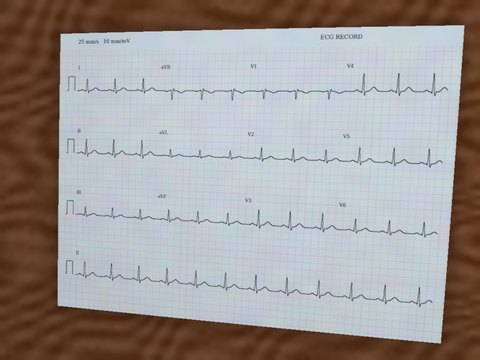 25 mm/s 10 mm/mV ECG RECORD
I aVR V1 V4
II aVL V2 V5
III aVF V3 V6
II